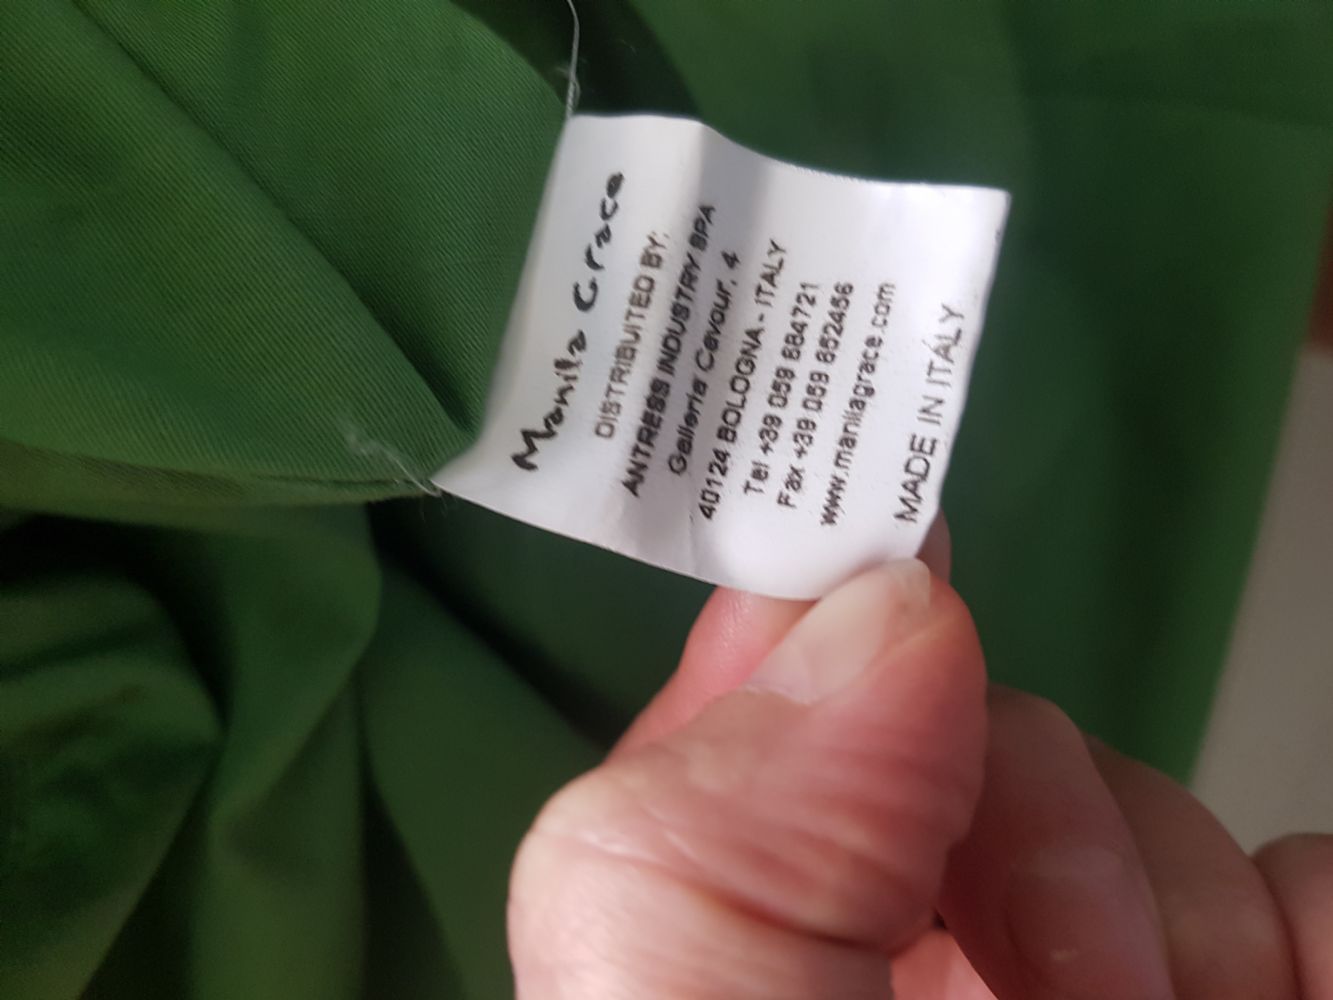 Manila Grace
DISTRIBUITED BY:
ANTRESS INDUSTRY SPA
Galleria Cavour, 4
40124 BOLOGNA - ITALY
Tel +39 059 684721
Fax +39 059 652456
www.manilagrace.com
MADE IN ITALY